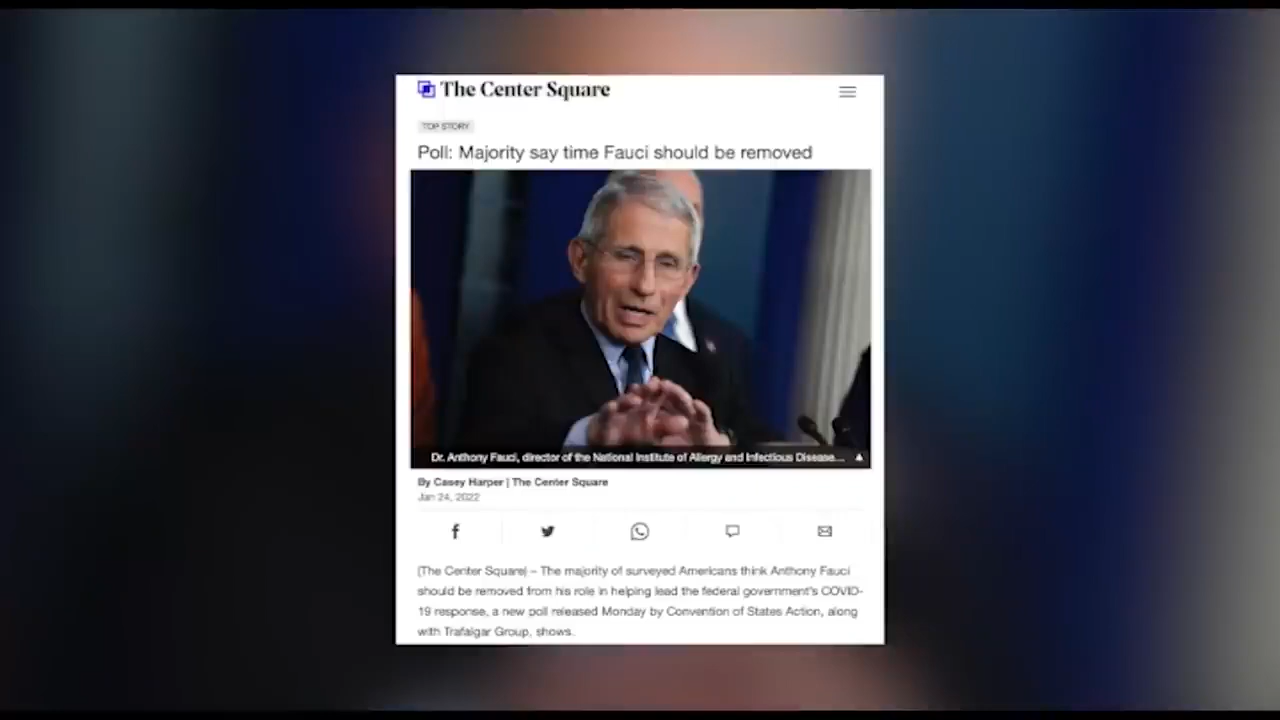 The Center Square
TOP STORY
Poll: Majority say time Fauci should be removed
Dr. Anthony Fauci, director of the National Institute of Allergy and Infectious Disease...
By Casey Harper | The Center Square
Jan 24, 2022
(The Center Square) – The majority of surveyed Americans think Anthony Fauci
should be removed from his role in helping lead the federal government's COVID-
19 response, a new poll released Monday by Convention of States Action, along
with Trafalgar Group, shows.